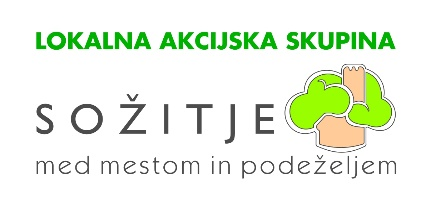 LOKALNA AKCIJSKA SKUPINA
SOŽITJE
med mestom in podeželjem